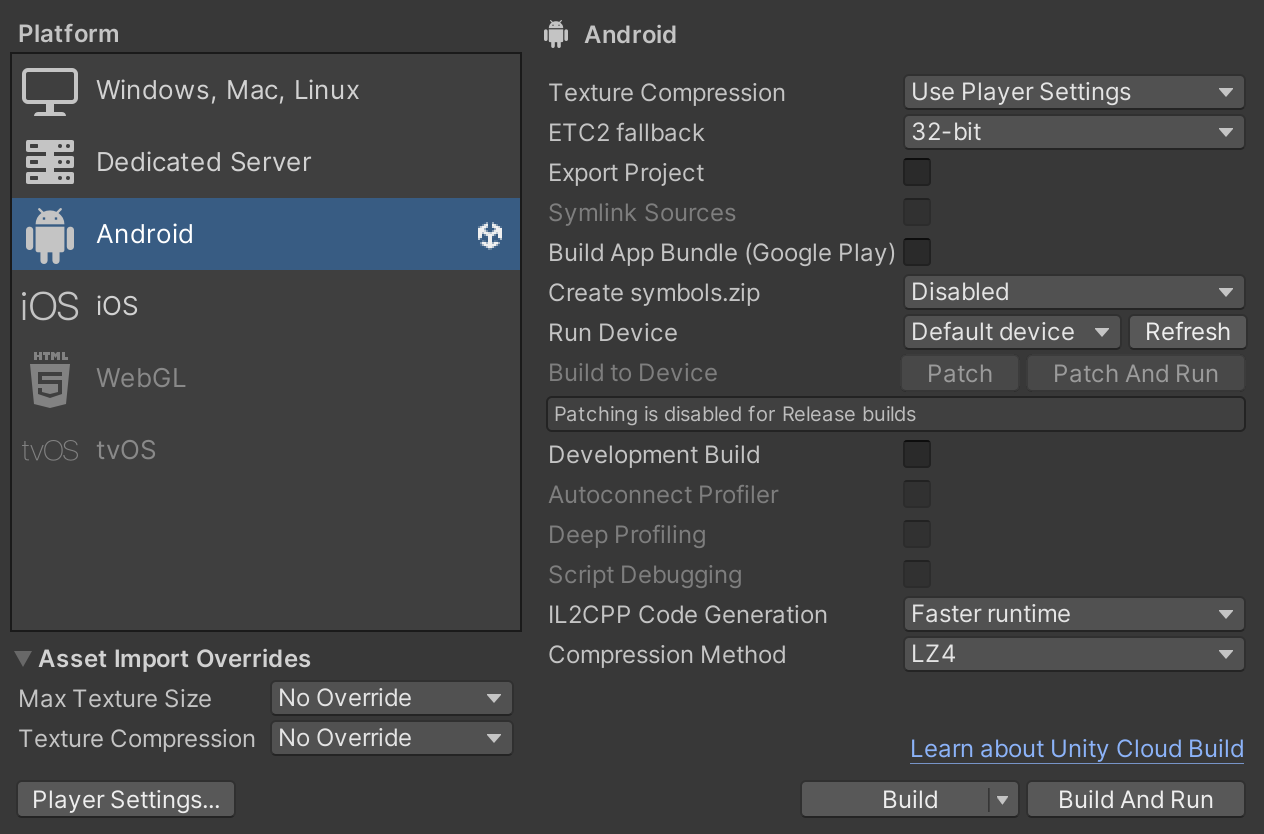 Platform
Windows, Mac, Linux
Dedicated Server
Android
iOS iOS
HTML
5
WebGL
tvOS tvOS
Asset Import Overrides
Max Texture Size No Override
Texture Compression No Override
Player Settings...
Android
Texture Compression Use Player Settings
ETC2 fallback 32-bit
Export Project
Symlink Sources
Build App Bundle (Google Play)
Create symbols.zip Disabled
Run Device Default device Refresh
Build to Device Patch Patch And Run
Patching is disabled for Release builds
Development Build
Autoconnect Profiler
Deep Profiling
Script Debugging
IL2CPP Code Generation Faster runtime
Compression Method LZ4
Learn about Unity Cloud Build
Build Build And Run